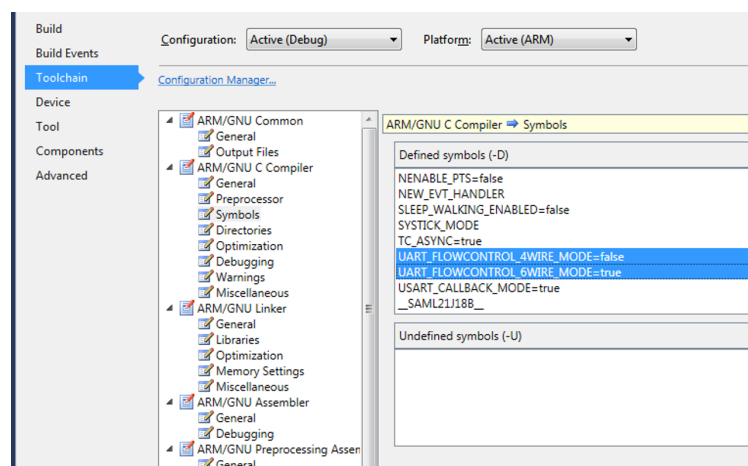 Build
Build Events
Toolchain
Device
Tool
Components
Advanced
Configuration: Active (Debug) Platform: Active (ARM)
Configuration Manager...
ARM/GNU Common
General
Output Files
ARM/GNU C Compiler
General
Preprocessor
Symbols
Directories
Optimization
Debugging
Warnings
Miscellaneous
ARM/GNU Linker
General
Libraries
Optimization
Memory Settings
Miscellaneous
ARM/GNU Assembler
General
Debugging
ARM/GNU Preprocessing Assen
General
ARM/GNU C Compiler ⇒ Symbols
Defined symbols (-D)
NENABLE_PTS=false
NEW_EVT_HANDLER
SLEEP_WALKING_ENABLED=false
SYSTICK_MODE
TC_ASYNC=true
UART_FLOWCONTROL_4WIRE_MODE=false
UART_FLOWCONTROL_6WIRE_MODE=true
USART_CALLBACK_MODE=true
__SAML21J18B__
Undefined symbols (-U)